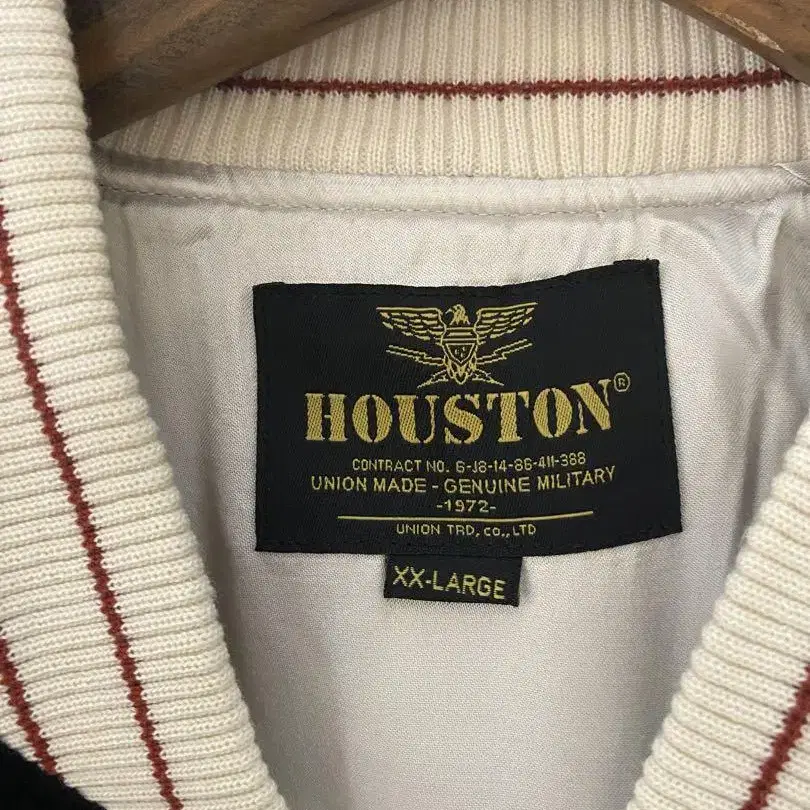 HOUSTON®
CONTRACT NO. 6-J8-14-86-411-388
UNION MADE - GENUINE MILITARY
-1972-
UNION TRD, CO., LTD
XX-LARGE